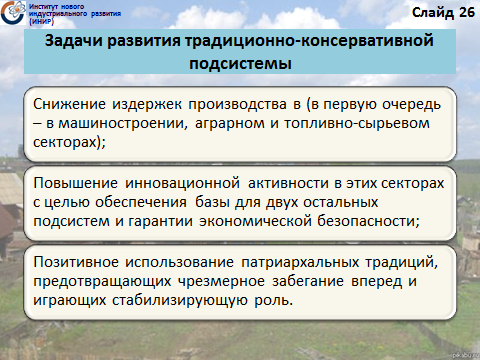 Институт нового
индустриального развития
(ИНИР)
Слайд 26
Задачи развития традиционно-консервативной
подсистемы
Снижение издержек производства в (в первую очередь
– в машиностроении, аграрном и топливно-сырьевом
секторах);
Повышение инновационной активности в этих секторах
с целью обеспечения базы для двух остальных
подсистем и гарантии экономической безопасности;
Позитивное использование патриархальных традиций,
предотвращающих чрезмерное забегание вперед и
играющих стабилизирующую роль.
pikabu.ru